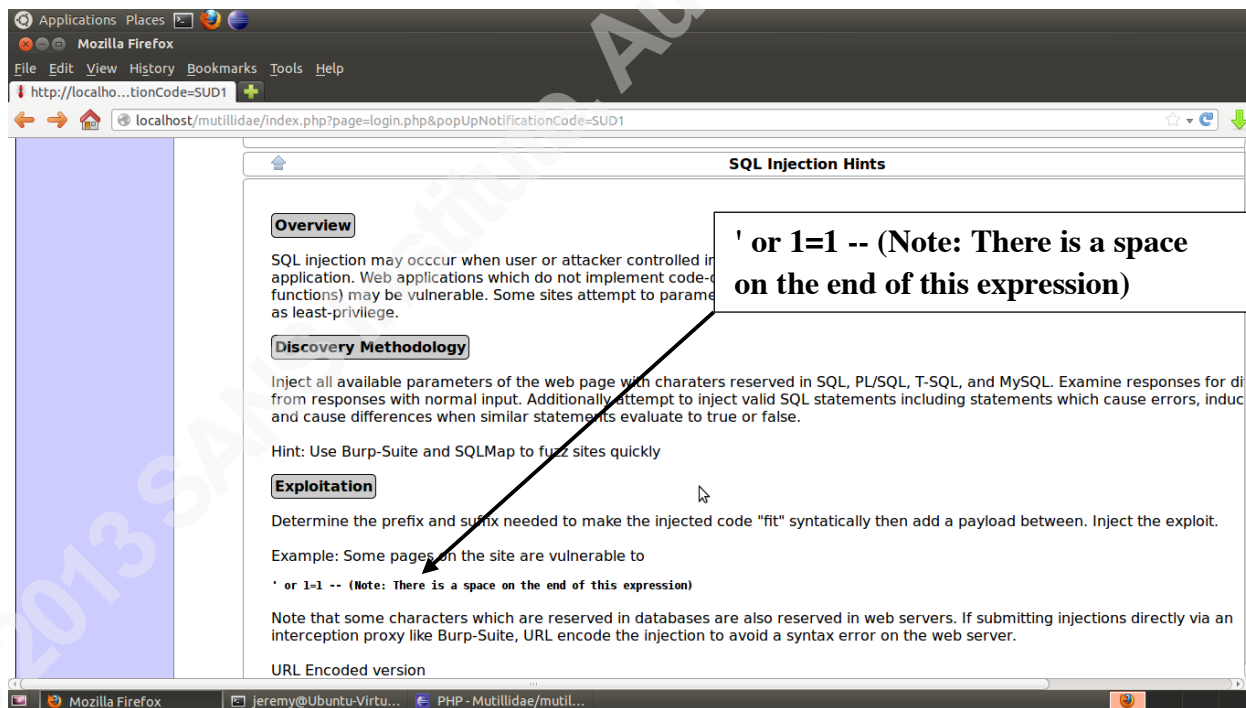 Applications Places
Mozilla Firefox
File Edit View History Bookmarks Tools Help
http://localho...tionCode=SUD1
localhost/mutillidae/index.php?page=login.php&popUpNotificationCode=SUD1
SQL Injection Hints
Overview
' or 1=1 -- (Note: There is a space
on the end of this expression)
SQL injection may occcur when user or attacker controlled in
application. Web applications which do not implement code-
functions) may be vulnerable. Some sites attempt to parame
as least-privilege.
Discovery Methodology
Inject all available parameters of the web page with charaters reserved in SQL, PL/SQL, T-SQL, and MySQL. Examine responses for di
from responses with normal input. Additionally attempt to inject valid SQL statements including statements which cause errors, induc
and cause differences when similar statements evaluate to true or false.
Hint: Use Burp-Suite and SQLMap to fuzz sites quickly
Exploitation
Determine the prefix and suffix needed to make the injected code "fit" syntatically then add a payload between. Inject the exploit.
Example: Some pages on the site are vulnerable to
' or 1=1 -- (Note: There is a space on the end of this expression)
Note that some characters which are reserved in databases are also reserved in web servers. If submitting injections directly via an
interception proxy like Burp-Suite, URL encode the injection to avoid a syntax error on the web server.
URL Encoded version
Mozilla Firefox
jeremy@Ubuntu-Virtu...
PHP - Mutillidae/mutil...
2013 SANS Institute, Au